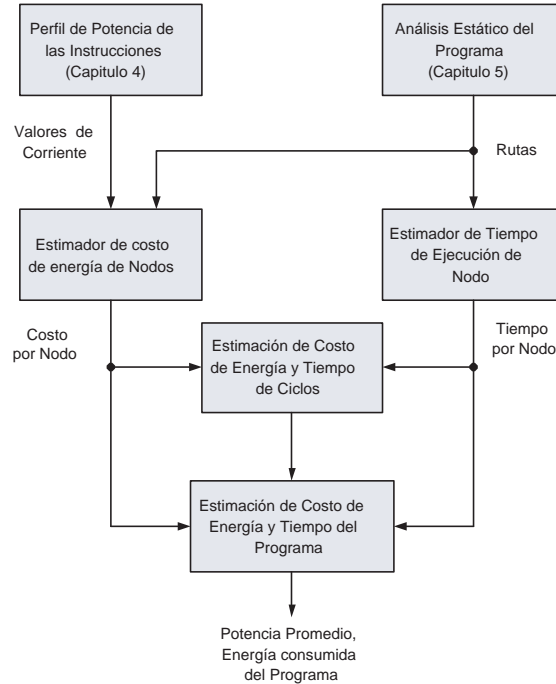 Perfil de Potencia de
las Instrucciones
(Capitulo 4)
Análisis Estático del
Programa
(Capitulo 5)
Valores de
Corriente
Rutas
Estimador de costo
de energía de Nodos
Estimador de Tiempo
de Ejecución de
Nodo
Costo
por Nodo
Tiempo
por Nodo
Estimación de Costo
de Energía y Tiempo
de Ciclos
Estimación de Costo de
Energía y Tiempo del
Programa
Potencia Promedio,
Energía consumida
del Programa